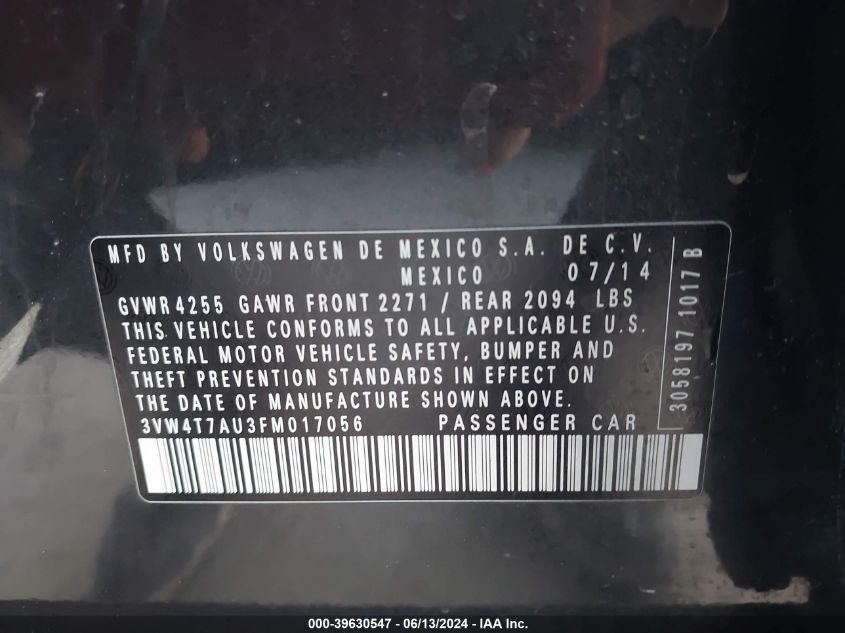 MFD BY VOLKSWAGEN DE MEXICO S.A. DE C.V.
MEXICO 07/14
GVWR 4255 GAWR FRONT 2271 / REAR 2094 LBS
THIS VEHICLE CONFORMS TO ALL APPLICABLE U.S.
FEDERAL MOTOR VEHICLE SAFETY, BUMPER AND
THEFT PREVENTION STANDARDS IN EFFECT ON
THE DATE OF MANUFACTURE SHOWN ABOVE.
3VW4T7AU3FM017056 PASSENGER CAR
3058197 1017 B
000-39630547 - 06/13/2024 - IAA Inc.